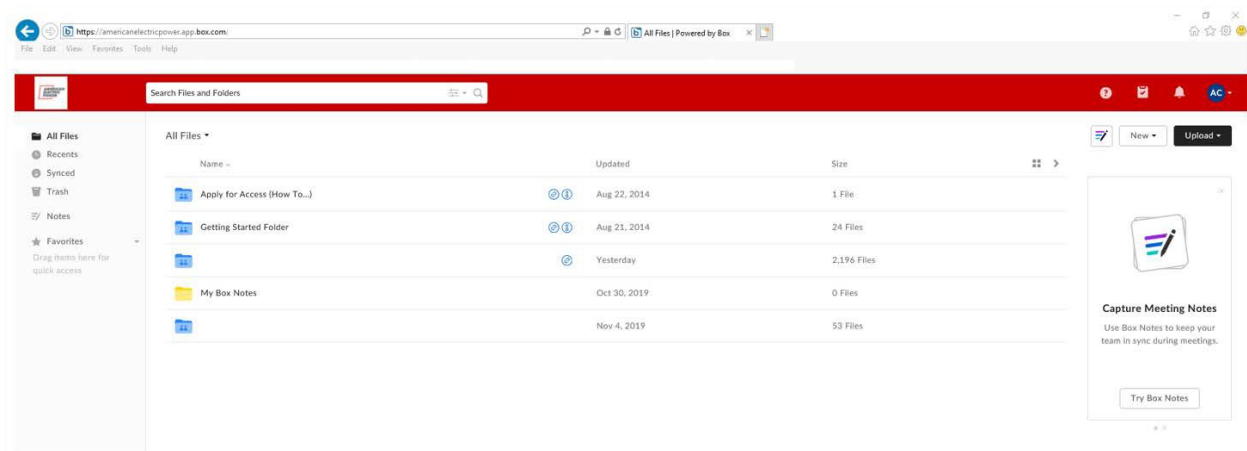 https://americanelectricpower.app.box.com/
All Files | Powered by Box
File Edit View Favorites Tools Help
AMERICAN ELECTRIC POWER
Search Files and Folders
AC
All Files
Recents
Synced
Trash
Notes
Favorites
Drag items here for
quick access
All Files
New
Upload
Name Updated Size
Apply for Access (How To...) Aug 22, 2014 1 File
Getting Started Folder Aug 21, 2014 24 Files
Yesterday 2,196 Files
My Box Notes Oct 30, 2019 0 Files
Nov 4, 2019 53 Files
Capture Meeting Notes
Use Box Notes to keep your
team in sync during meetings.
Try Box Notes